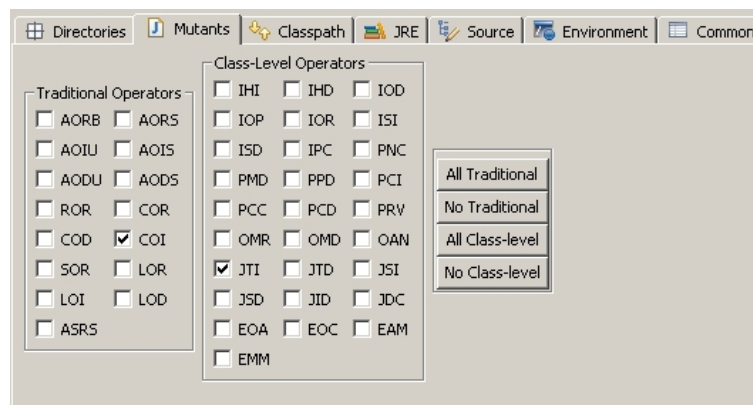 Directories Mutants Classpath JRE Source Environment Common
Traditional Operators
AORB AORS
AOIU AOIS
AODU AODS
ROR COR
COD COI
SOR LOR
LOI LOD
ASRS
Class-Level Operators
IHI IHD IOD
IOP IOR ISI
ISD IPC PNC
PMD PPD PCI
PCC PCD PRV
OMR OMD OAN
JTI JTD JSI
JSD JID JDC
EOA EOC EAM
EMM
All Traditional
No Traditional
All Class-level
No Class-level